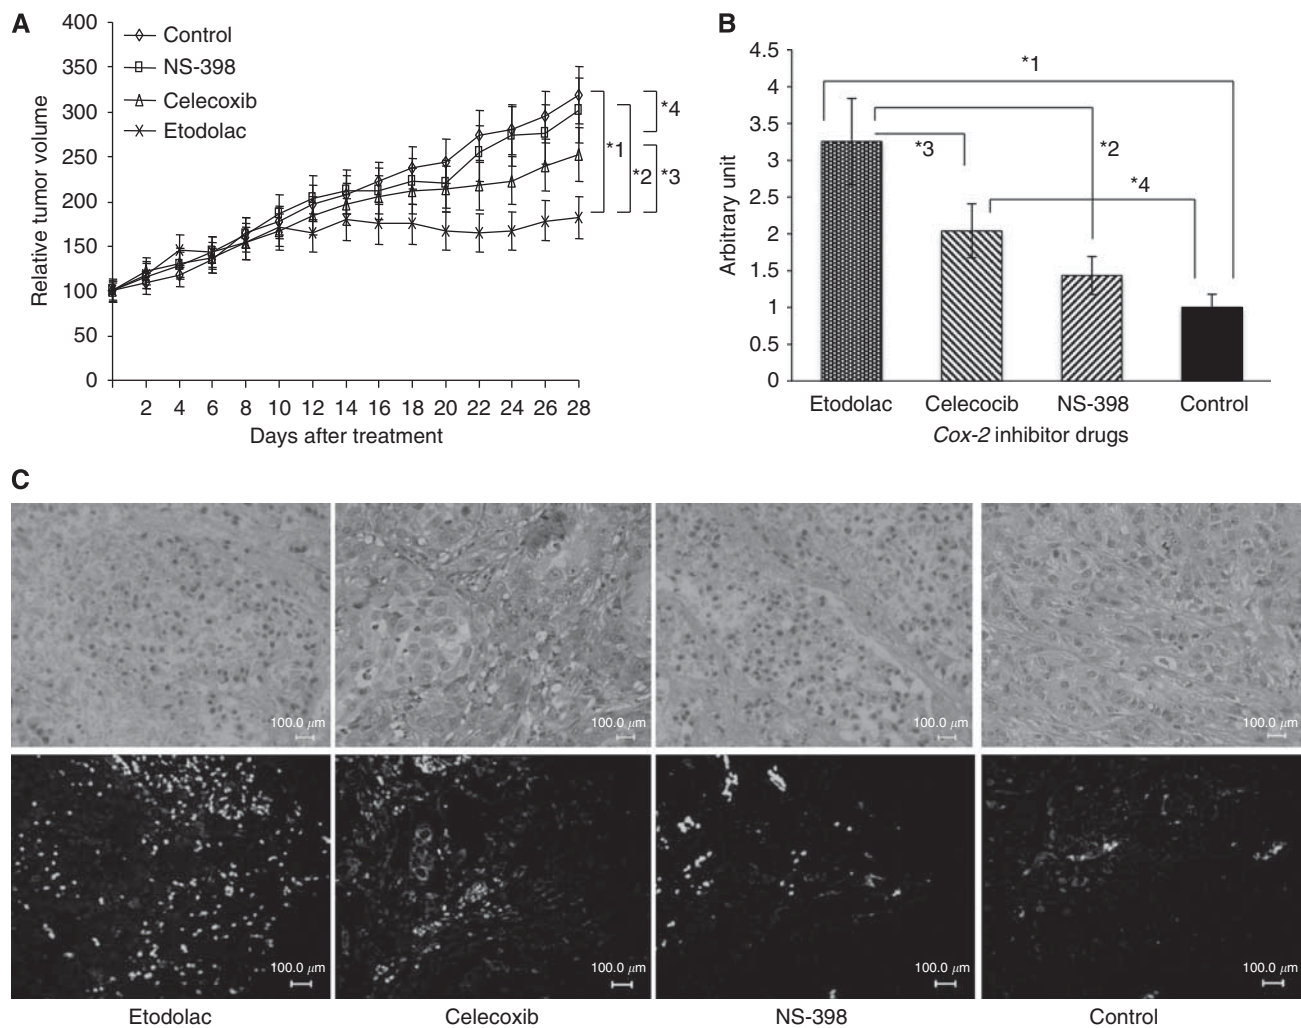 A
400
350
300
250
200
150
100
50
0
Relative tumor volume
Control
NS-398
Celecoxib
Etodolac
*1
*2
*3
*4
2 4 6 8 10 12 14 16 18 20 22 24 26 28
Days after treatment
B
4.5
4
3.5
3
2.5
2
1.5
1
0.5
0
Arbitrary unit
*1
*2
*3
*4
Etodolac Celecocib NS-398 Control
Cox-2 inhibitor drugs
C
100.0 μm 100.0 μm 100.0 μm 100.0 μm
100.0 μm 100.0 μm 100.0 μm 100.0 μm
Etodolac Celecoxib NS-398 Control